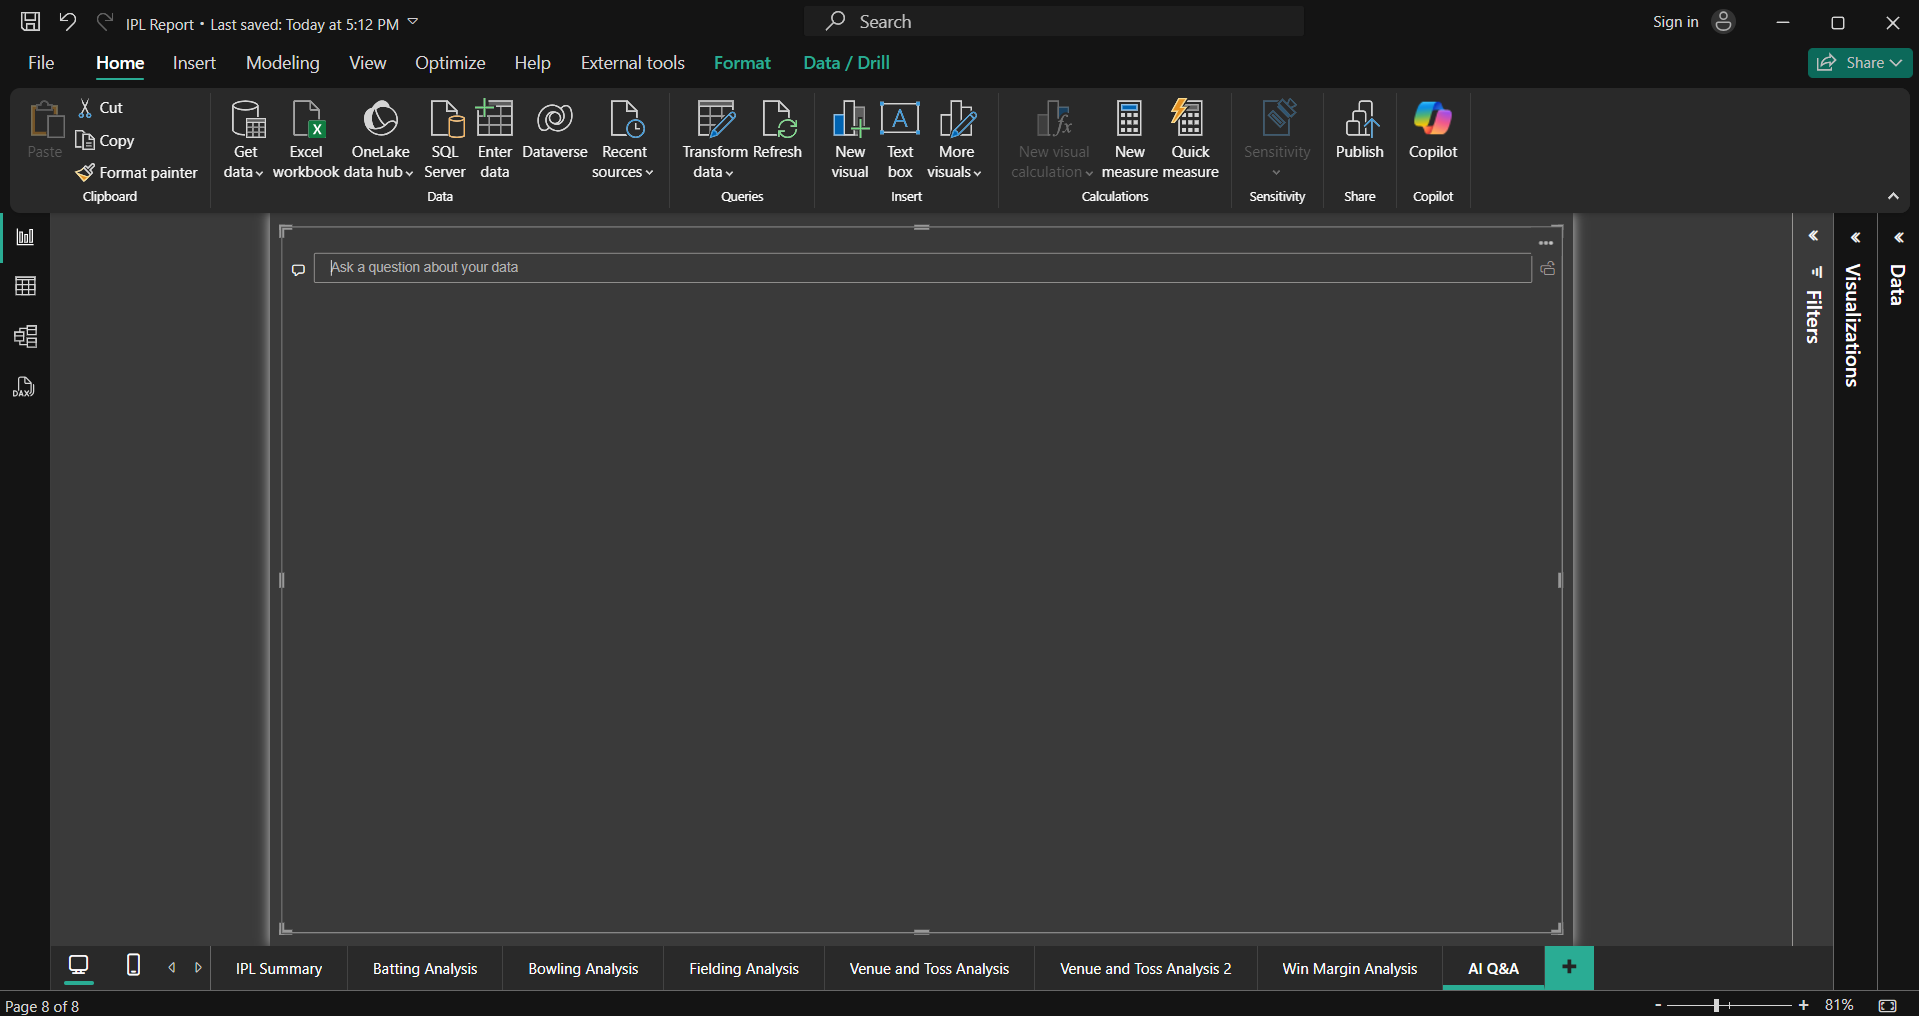 IPL Report • Last saved: Today at 5:12 PM
Search
Sign in
File Home Insert Modeling View Optimize Help External tools Format Data / Drill
Share
Paste
Cut
Copy
Format painter
Clipboard
Get data
Excel workbook
OneLake data hub
SQL Server
Enter data
Dataverse
Recent sources
Data
Transform data
Refresh
Queries
New visual
Text box
More visuals
Insert
New visual calculation
New measure
Quick measure
Calculations
Sensitivity
Sensitivity
Publish
Share
Copilot
Copilot
DAX
Ask a question about your data
Filters
Visualizations
Data
IPL Summary
Batting Analysis
Bowling Analysis
Fielding Analysis
Venue and Toss Analysis
Venue and Toss Analysis 2
Win Margin Analysis
AI Q&A
+
Page 8 of 8
- + 81%